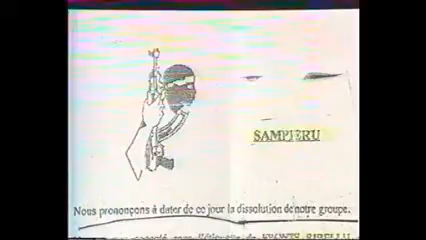 SAMPIERU
Nous prononçons à dater de ce jour la dissolution de notre groupe.